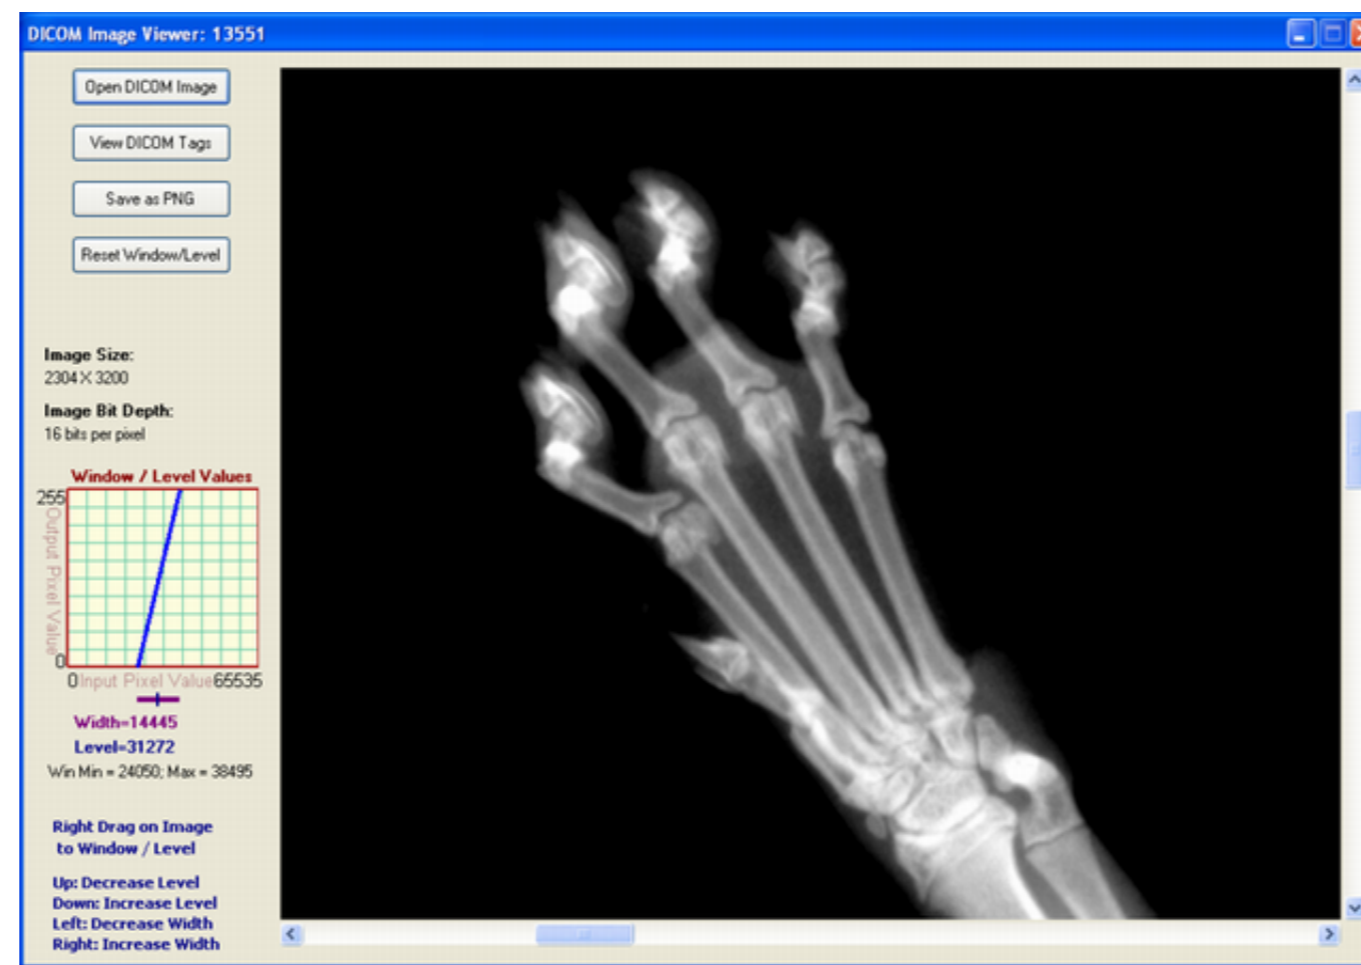 DICOM Image Viewer: 13551
Open DICOM Image
View DICOM Tags
Save as PNG
Reset Window/Level
Image Size:
2304 X 3200
Image Bit Depth:
16 bits per pixel
Window / Level Values
255
Output Pixel Value
0
0 Input Pixel Value 65535
Width=14445
Level=31272
Win Min = 24050; Max = 38495
Right Drag on Image
to Window / Level
Up: Decrease Level
Down: Increase Level
Left: Decrease Width
Right: Increase Width